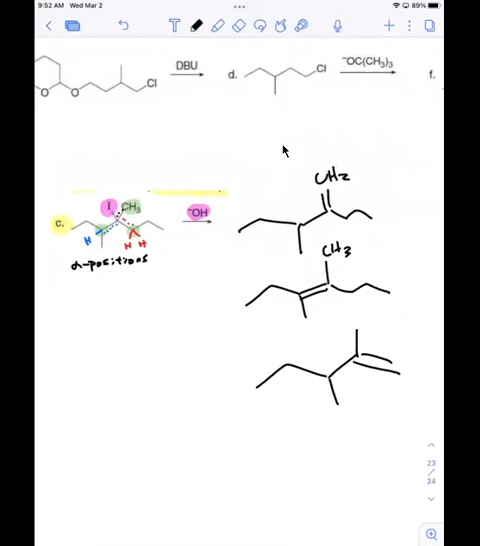 9:52 AM Wed Mar 2
89%
T
DBU
⁻OC(CH₃)₃
Cl
d.
Cl
f.
O
O
CH₂
I
CH₃
c.
⁻OH
H
H H
α-positions
CH₃
23
/
24